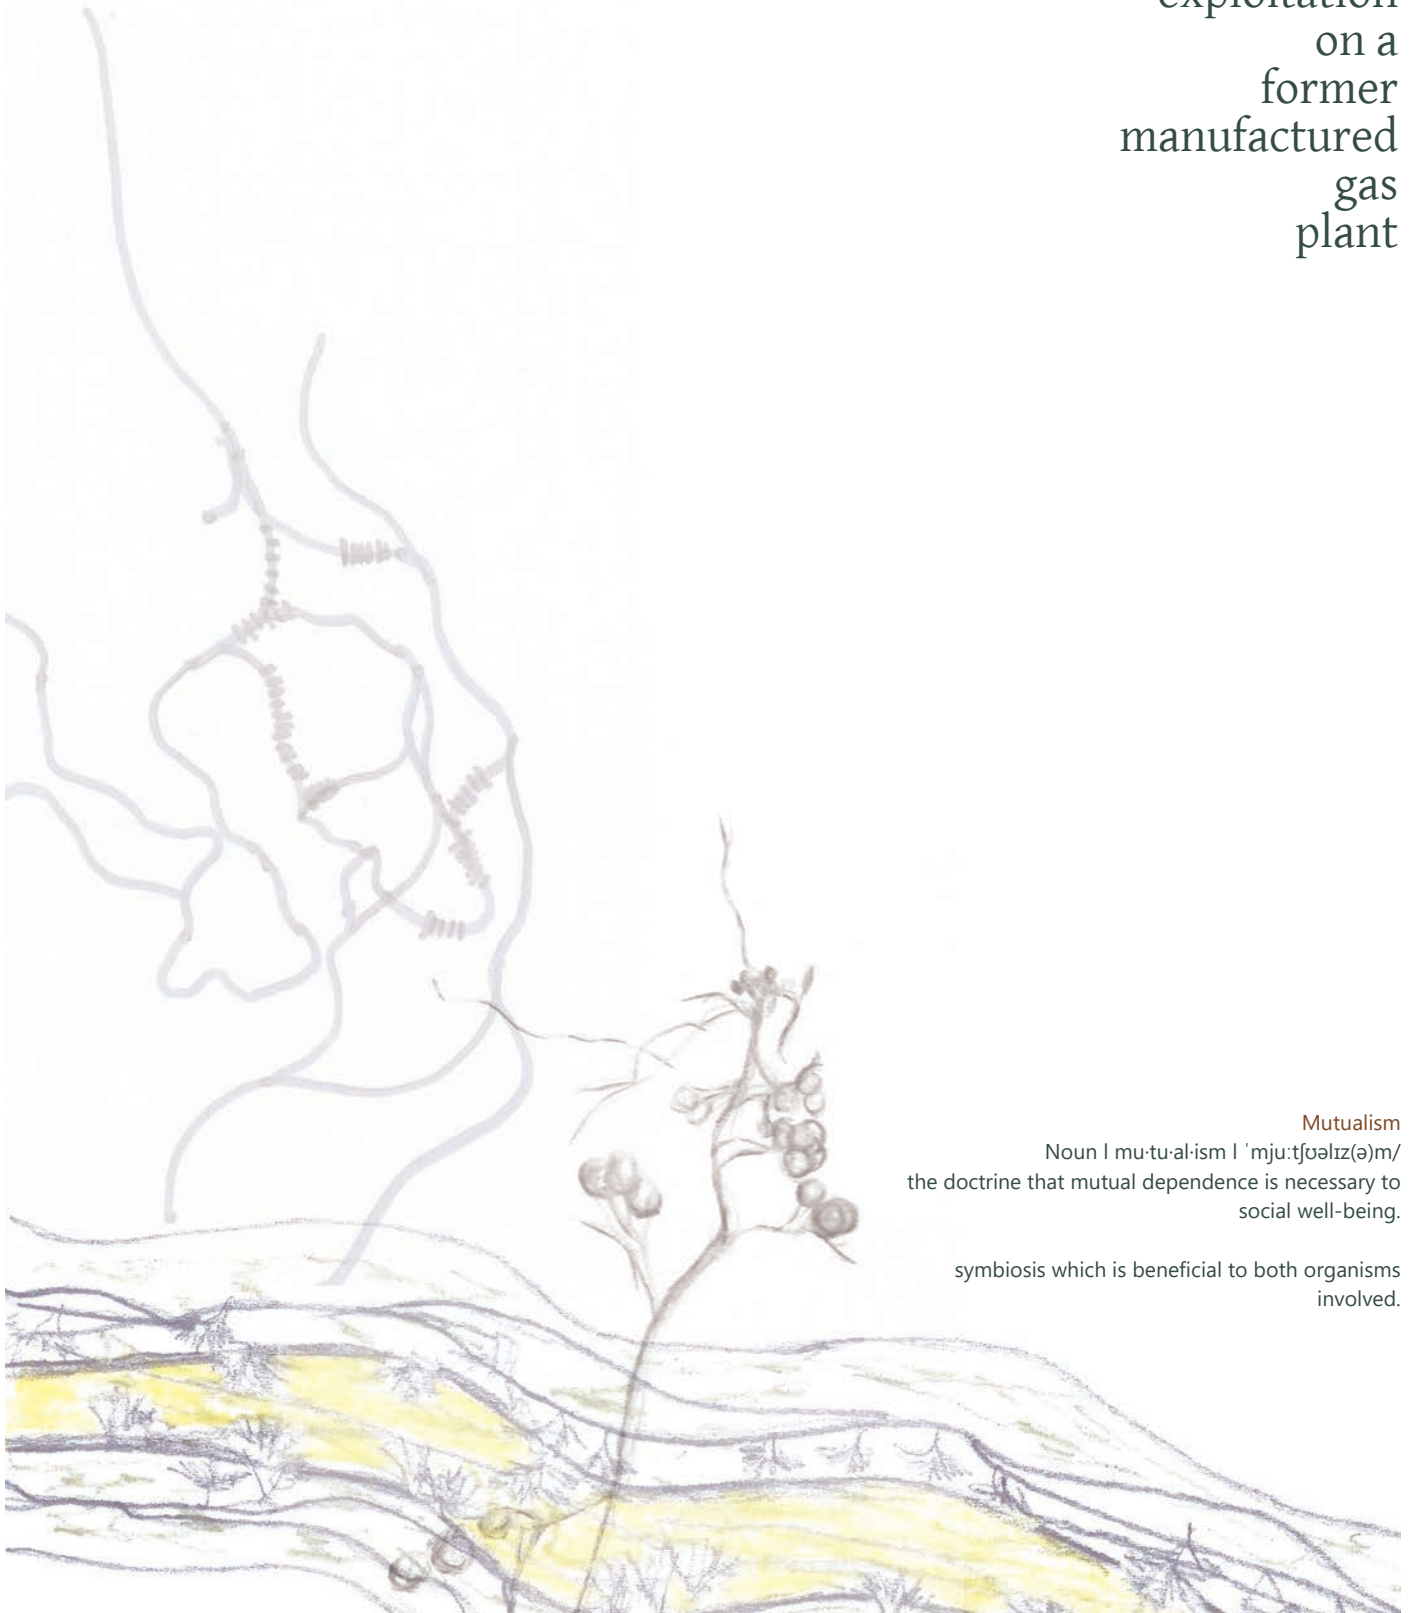 exploitation
on a
former
manufactured
gas
plant
Mutualism
Noun l mu·tu·al·ism l ˈmjuːtʃʊəlɪz(ə)m/
the doctrine that mutual dependence is necessary to
social well-being.
symbiosis which is beneficial to both organisms
involved.